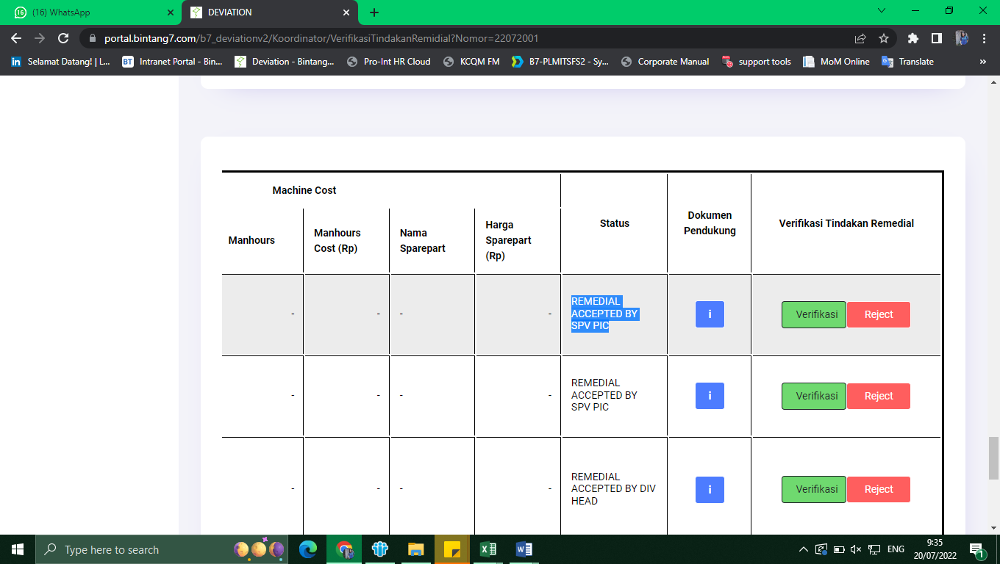 (16) WhatsApp
DEVIATION
portal.bintang7.com/b7_deviationv2/Koordinator/VerifikasiTindakanRemidial?Nomor=22072001
Selamat Datang! | L...
BT
Intranet Portal - Bin...
Deviation - Bintang...
Pro-Int HR Cloud
KCQM FM
B7-PLMITSFS2 - Sy...
Corporate Manual
support tools
MoM Online
Translate
»
Machine Cost
Status
Dokumen
Pendukung
Verifikasi Tindakan Remedial
Manhours
Manhours
Cost (Rp)
Nama
Sparepart
Harga
Sparepart
(Rp)
- - - -
REMEDIAL
ACCEPTED BY
SPV PIC
i
Verifikasi
Reject
- - - -
REMEDIAL
ACCEPTED BY
SPV PIC
i
Verifikasi
Reject
- - - -
REMEDIAL
ACCEPTED BY DIV
HEAD
i
Verifikasi
Reject
Type here to search
ENG
9:35
20/07/2022
1